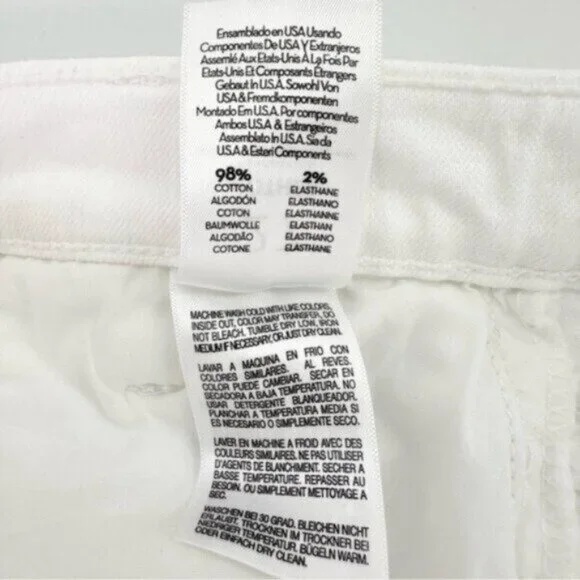 Ensamblado en USA Usando
Componentes De USA Y Extranjeros
Assemlé Aux Etats-Unis À La Fois Par
Etats-Unis Et Composants Etrangers
Gebaut In U.S.A. Sowohl Von
USA & Fremdkomponenten
Montado Em U.S.A. Por componentes
Ambos U.S.A & Estrangeiros
Assemblato In U.S.A. Sia da
U.S.A & Esteri Components
98% 2%
COTTON ELASTHANE
ALGODÓN ELASTHANO
COTON ELASTHANNE
BAUMWOLLE ELASTHAN
ALGODÃO ELASTHANO
COTONE ELASTHANE
MACHINE WASH COLD WITH LIKE COLORS,
INSIDE OUT, COLOR MAY TRANSFER, DO
NOT BLEACH. TUMBLE DRY LOW, IRON
MEDIUM IF NECESSARY, OR JUST DRY CLEAN.
LAVAR A MAQUINA EN FRIO CON
COLORES SIMILARES. AL REVES.
COLOR PUEDE CAMBIAR. SECAR EN
SECADORA A BAJA TEMPERATURA, NO
USAR DETERGENTE BLANQUEADOR.
PLANCHAR A TEMPERATURA MEDIA SI
ES NECESARIO O SIMPLEMENTE SECO.
LAVER EN MACHINE A FROID AVEC DES
COULEURS SIMILAIRES. NE PAS UTILISER
D'AGENTS DE BLANCHIMENT. SECHER A
BASSE TEMPERATURE. REPASSER AU
BESOIN. OU SIMPLEMENT METTOYAGE A
SEC.
WASCHEN BEI 30 GRAD. BLEICHEN NICHT
ERLAUBT. TROCKNEN IM TROCKNER BEI
NIEDRIGER TEMPERATUR. BÜGELN WARM.
ODER EINFACH DRY CLEAN.